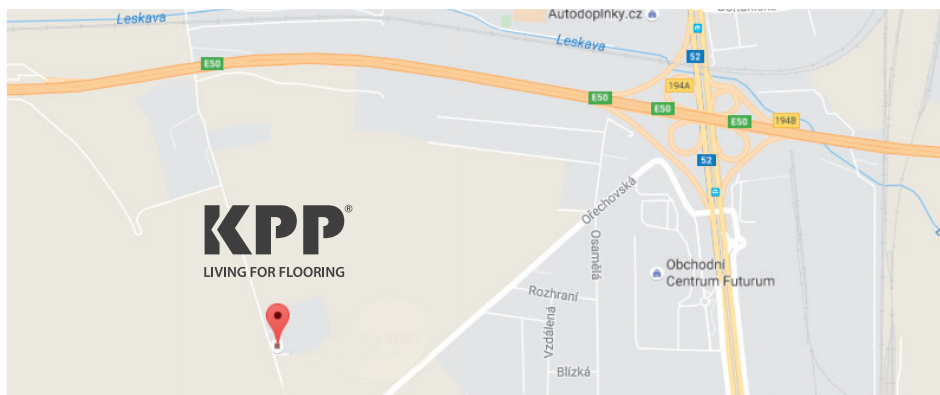 Leskava
Autodoplňky.cz
Leskava
52
E50
194A
E50
E50
E50
194B
52
Ořechovská
KPP®
LIVING FOR FLOORING
Osamělá
Obchodní
Centrum Futurum
Rozhraní
Vzdálená
Blízká